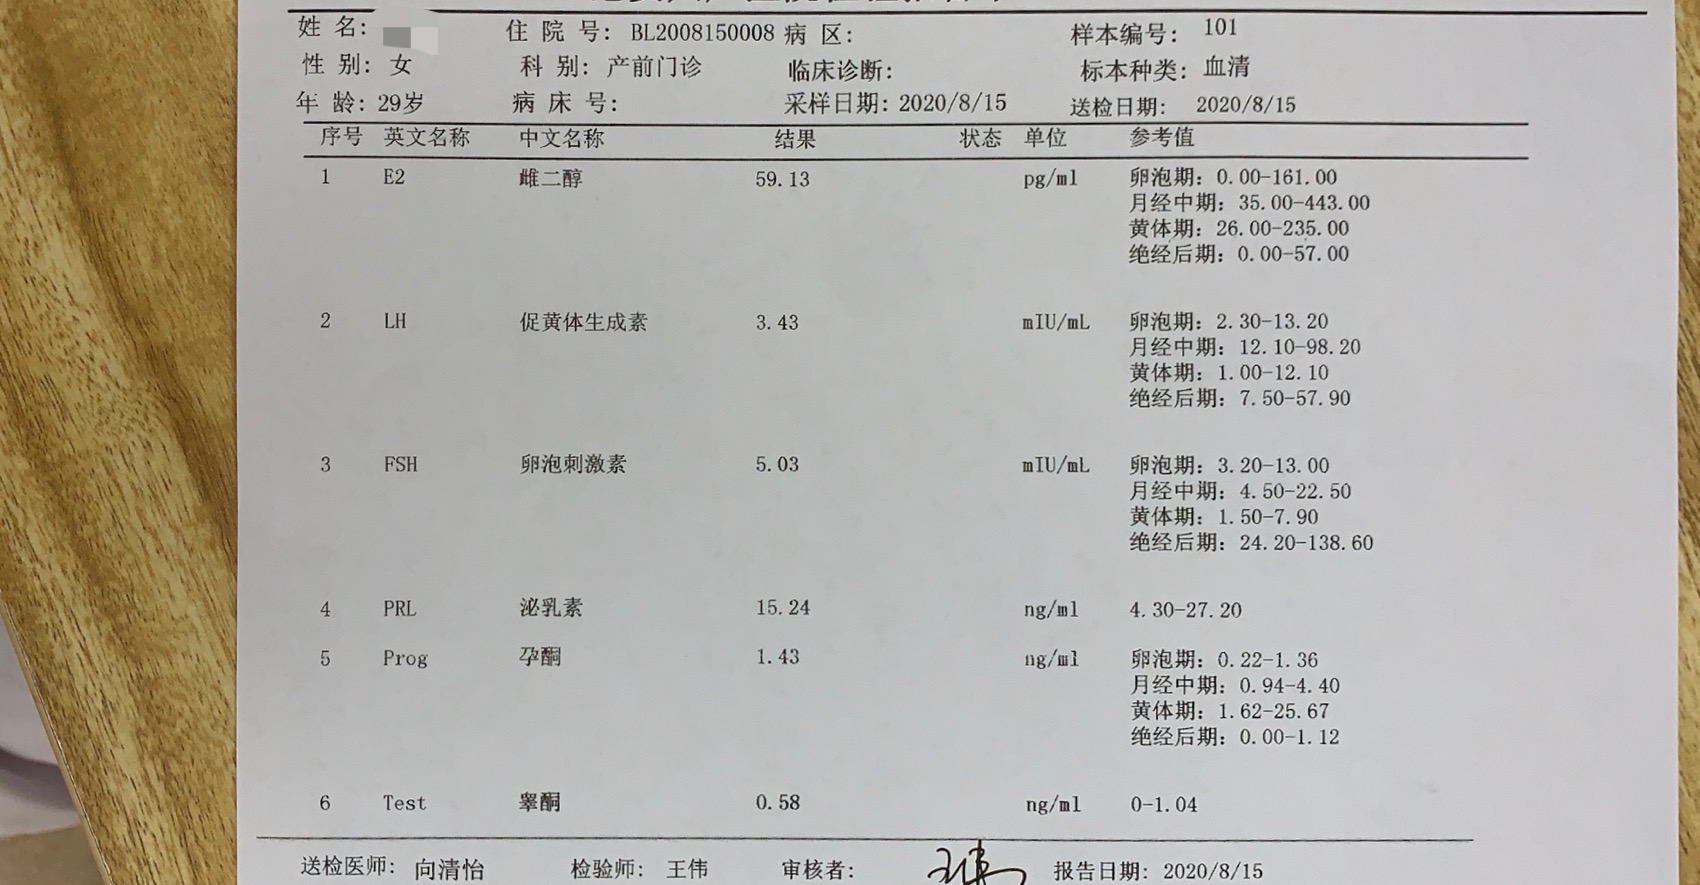 姓 名: 住 院 号: BL2008150008 病 区: 样本编号: 101
性 别: 女 科 别: 产前门诊 临床诊断: 标本种类: 血清
年 龄: 29岁 病 床 号: 采样日期: 2020/8/15 送检日期: 2020/8/15
序号 英文名称 中文名称 结果 状态 单位 参考值
1 E2 雌二醇 59.13 pg/ml 卵泡期: 0.00-161.00
月经中期: 35.00-443.00
黄体期: 26.00-235.00
绝经后期: 0.00-57.00
2 LH 促黄体生成素 3.43 mIU/mL 卵泡期: 2.30-13.20
月经中期: 12.10-98.20
黄体期: 1.00-12.10
绝经后期: 7.50-57.90
3 FSH 卵泡刺激素 5.03 mIU/mL 卵泡期: 3.20-13.00
月经中期: 4.50-22.50
黄体期: 1.50-7.90
绝经后期: 24.20-138.60
4 PRL 泌乳素 15.24 ng/ml 4.30-27.20
5 Prog 孕酮 1.43 ng/ml 卵泡期: 0.22-1.36
月经中期: 0.94-4.40
黄体期: 1.62-25.67
绝经后期: 0.00-1.12
6 Test 睾酮 0.58 ng/ml 0-1.04
送检医师: 向清怡 检验师: 王伟 审核者: 报告日期: 2020/8/15